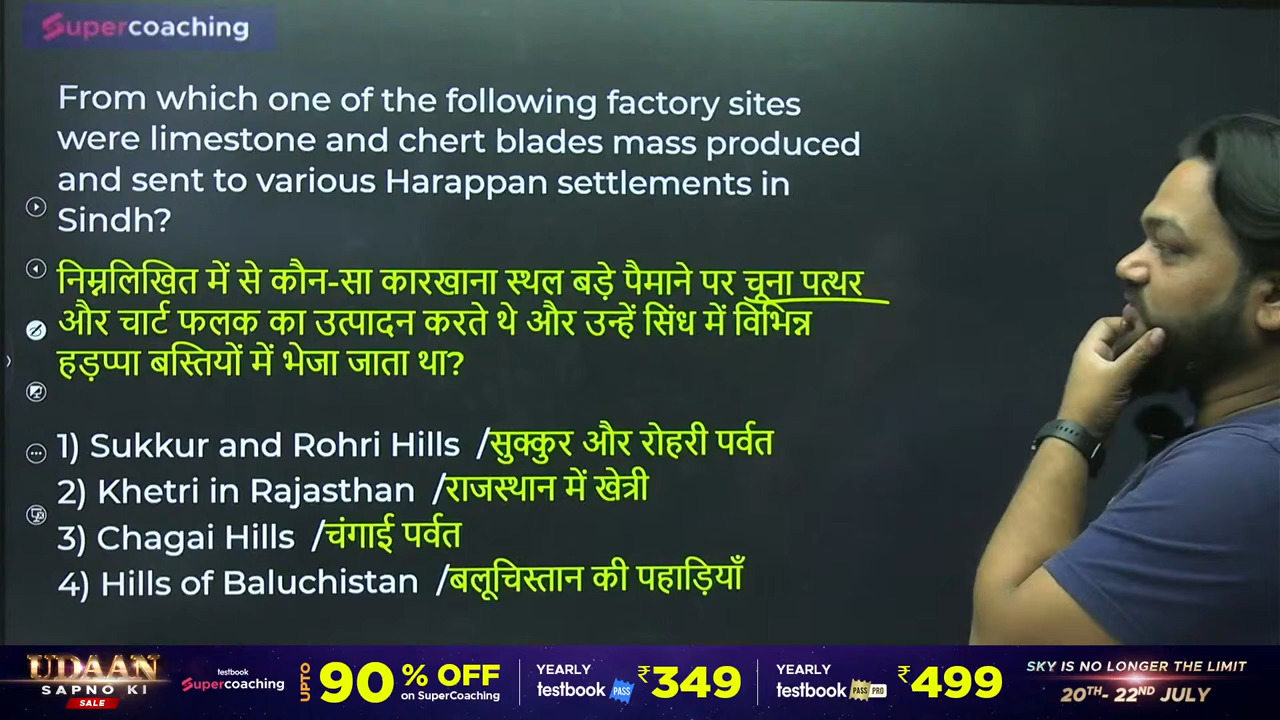 Supercoaching
From which one of the following factory sites
were limestone and chert blades mass produced
and sent to various Harappan settlements in
Sindh?
निम्नलिखित में से कौन-सा कारखाना स्थल बड़े पैमाने पर चूना पत्थर
और चार्ट फलक का उत्पादन करते थे और उन्हें सिंध में विभिन्न
हड़प्पा बस्तियों में भेजा जाता था?
1) Sukkur and Rohri Hills /सुक्कुर और रोहरी पर्वत
2) Khetri in Rajasthan /राजस्थान में खेत्री
3) Chagai Hills /चंगाई पर्वत
4) Hills of Baluchistan /बलूचिस्तान की पहाड़ियाँ
UDAAN
SAPNO KI
SALE
testbook
Supercoaching
UPTO 90% OFF
on SuperCoaching
YEARLY
testbook PASS ₹349
YEARLY
testbook PASS PRO ₹499
SKY IS NO LONGER THE LIMIT
20TH- 22ND JULY